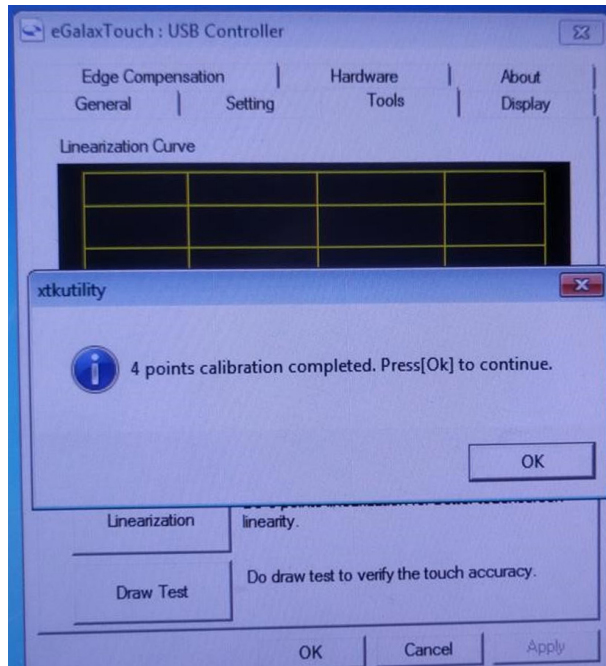 eGalaxTouch : USB Controller
Edge Compensation Hardware About
General Setting Tools Display
Linearization Curve
xtkutility
4 points calibration completed. Press[Ok] to continue.
OK
Linearization
linearity.
Draw Test
Do draw test to verify the touch accuracy.
OK Cancel Apply